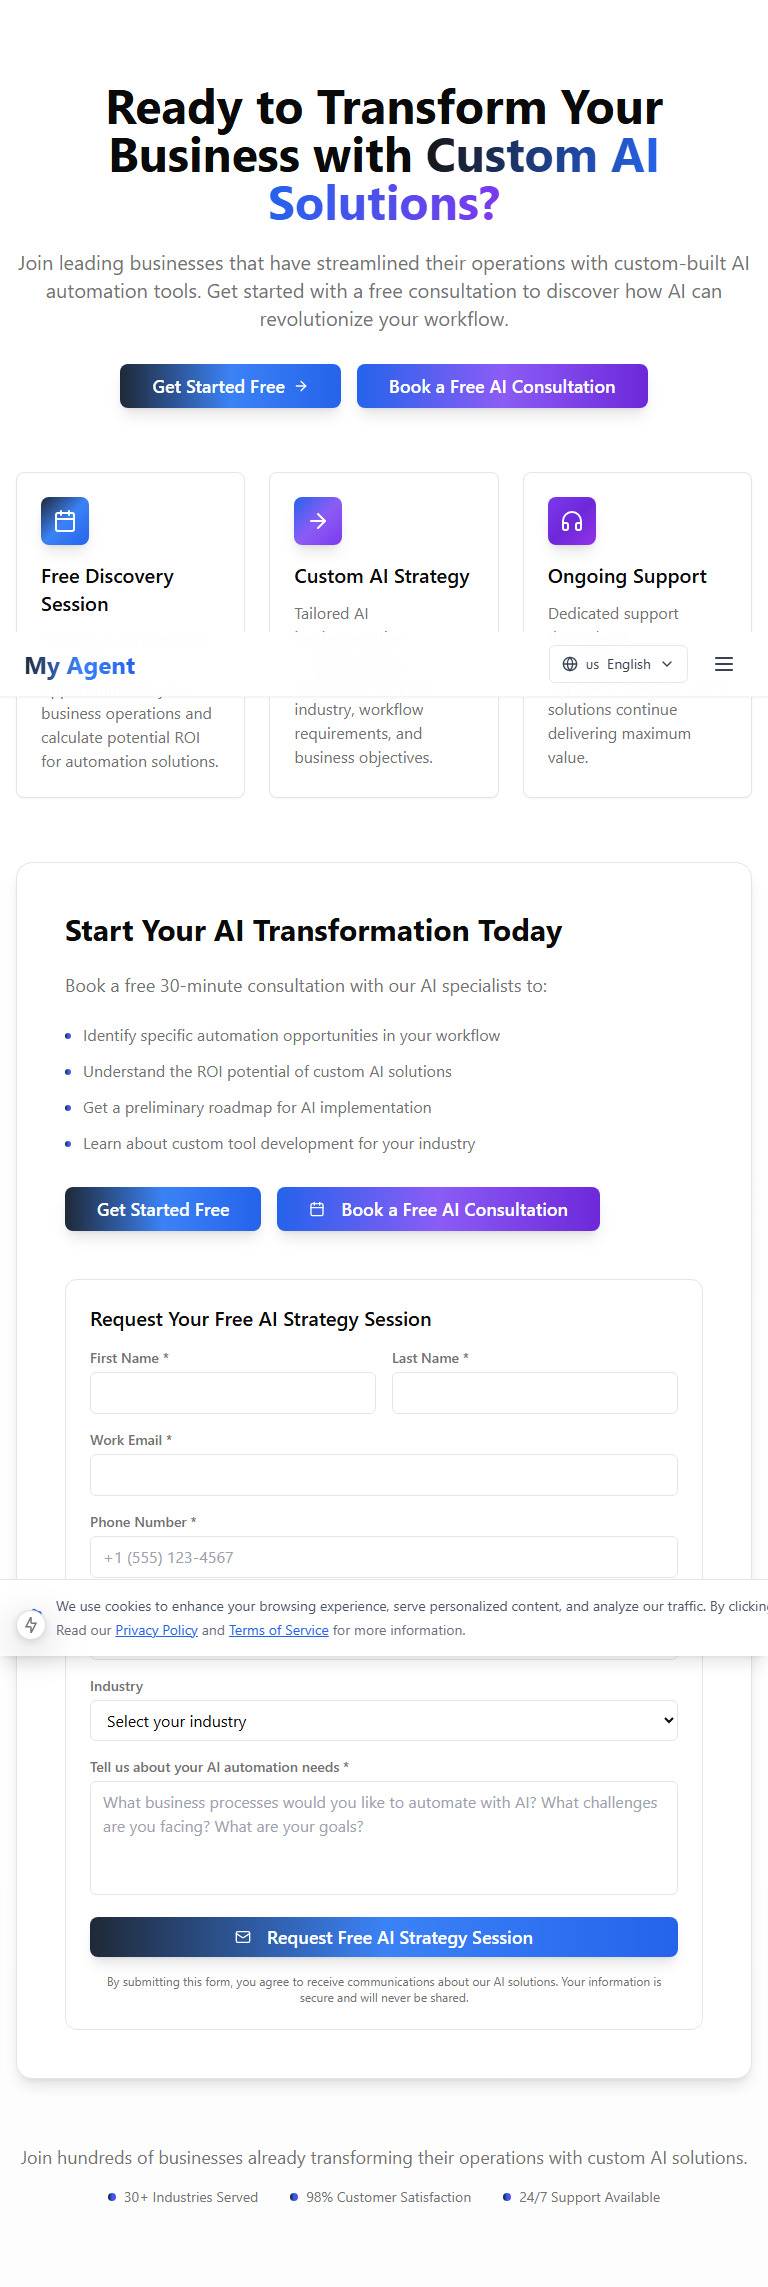 Ready to Transform Your
Business with Custom AI
Solutions?
Join leading businesses that have streamlined their operations with custom-built AI
automation tools. Get started with a free consultation to discover how AI can
revolutionize your workflow.
Get Started Free
Book a Free AI Consultation
Free Discovery
Session
Custom AI Strategy
Tailored AI
Ongoing Support
Dedicated support
My Agent
us English
business operations and
calculate potential ROI
for automation solutions.
industry, workflow
requirements, and
business objectives.
solutions continue
delivering maximum
value.
Start Your AI Transformation Today
Book a free 30-minute consultation with our AI specialists to:
Identify specific automation opportunities in your workflow
Understand the ROI potential of custom AI solutions
Get a preliminary roadmap for AI implementation
Learn about custom tool development for your industry
Get Started Free
Book a Free AI Consultation
Request Your Free AI Strategy Session
First Name *
Last Name *
Work Email *
Phone Number *
+1 (555) 123-4567
We use cookies to enhance your browsing experience, serve personalized content, and analyze our traffic. By clickin
Read our Privacy Policy and Terms of Service for more information.
Industry
Select your industry
Tell us about your AI automation needs *
What business processes would you like to automate with AI? What challenges
are you facing? What are your goals?
Request Free AI Strategy Session
By submitting this form, you agree to receive communications about our AI solutions. Your information is
secure and will never be shared.
Join hundreds of businesses already transforming their operations with custom AI solutions.
30+ Industries Served
98% Customer Satisfaction
24/7 Support Available